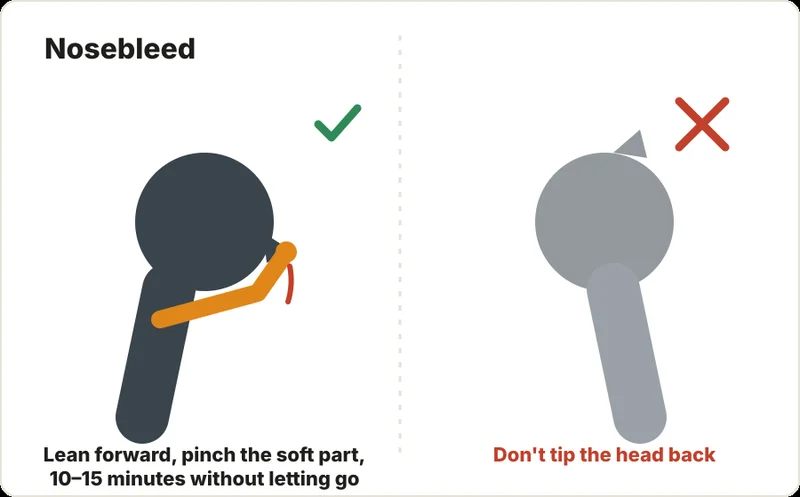 Nosebleed
Lean forward, pinch the soft part,
10–15 minutes without letting go
Don't tip the head back